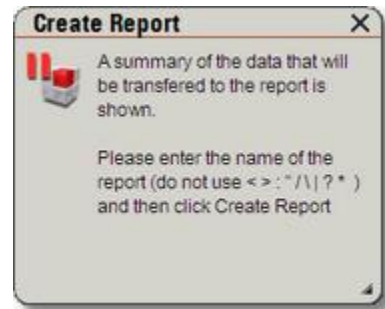 Create Report
A summary of the data that will
be transfered to the report is
shown.
Please enter the name of the
report (do not use < > : " / \ | ? * )
and then click Create Report